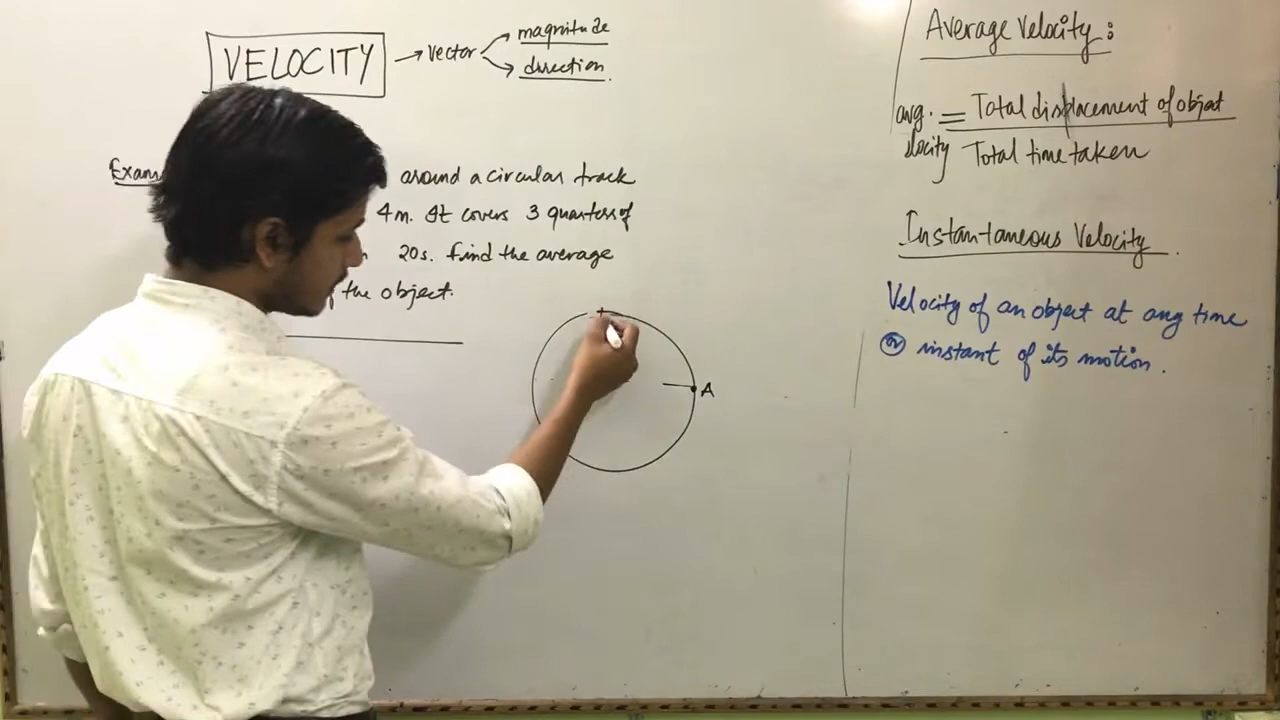 VELOCITY → vector
magnitude
direction.
Exam
around a circular track
4m. It covers 3 quarters of
20s. find the average
the object.
A
Average Velocity:
avg. = Total displacement of object
locity Total time taken
Instantaneous Velocity.
Velocity of an object at any time
or instant of its motion.